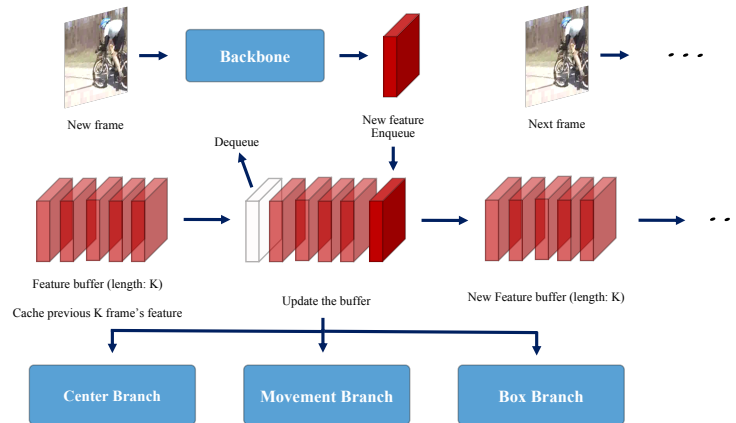 Backbone
New frame
New feature
Enqueue
Next frame
Dequeue
Feature buffer (length: K)
Cache previous K frame's feature
Update the buffer
New Feature buffer (length: K)
Center Branch
Movement Branch
Box Branch